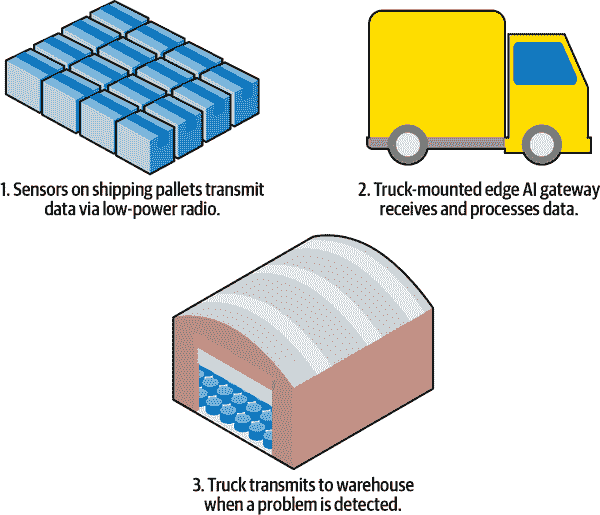 1. Sensors on shipping pallets transmit
data via low-power radio.
2. Truck-mounted edge AI gateway
receives and processes data.
3. Truck transmits to warehouse
when a problem is detected.